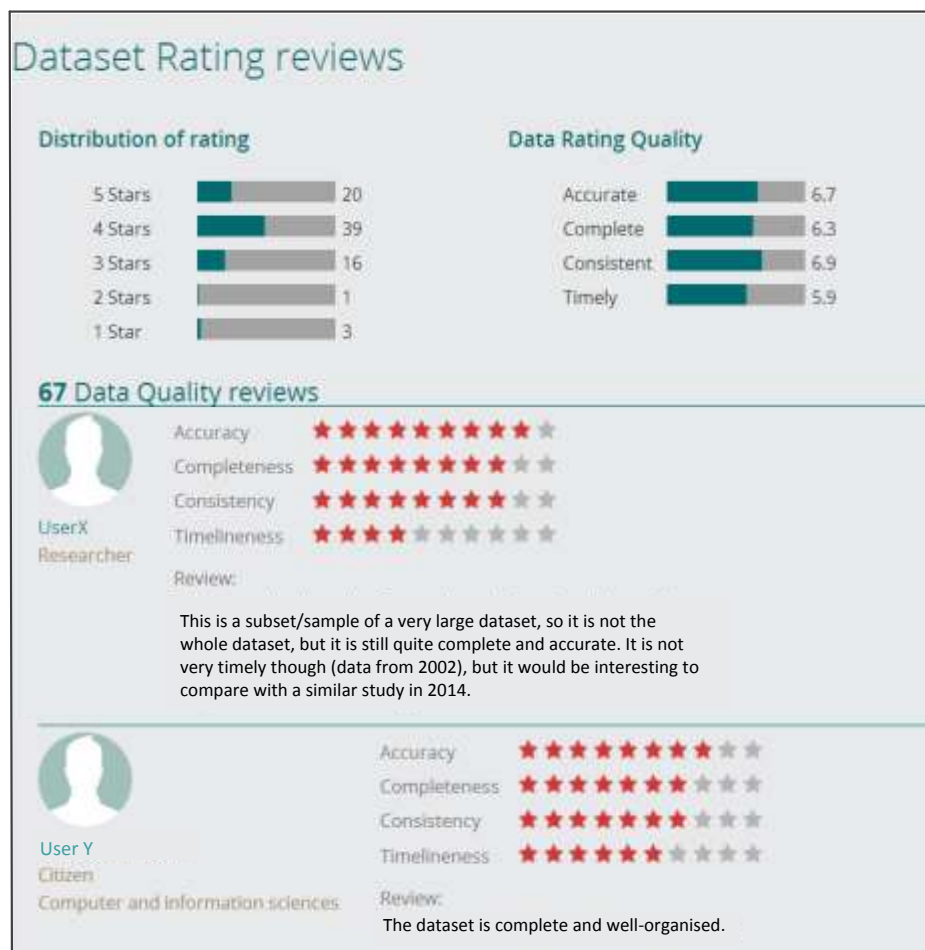 Dataset Rating reviews
Distribution of rating
5 Stars 20
4 Stars 39
3 Stars 16
2 Stars 1
1 Star 3
Data Rating Quality
Accurate 6.7
Complete 6.3
Consistent 6.9
Timely 5.9
67 Data Quality reviews
Accuracy
Completeness
Consistency
Timelineness
UserX
Researcher
Review:
This is a subset/sample of a very large dataset, so it is not the
whole dataset, but it is still quite complete and accurate. It is not
very timely though (data from 2002), but it would be interesting to
compare with a similar study in 2014.
Accuracy
Completeness
Consistency
Timelineness
User Y
Citizen
Computer and information sciences
Review:
The dataset is complete and well-organised.